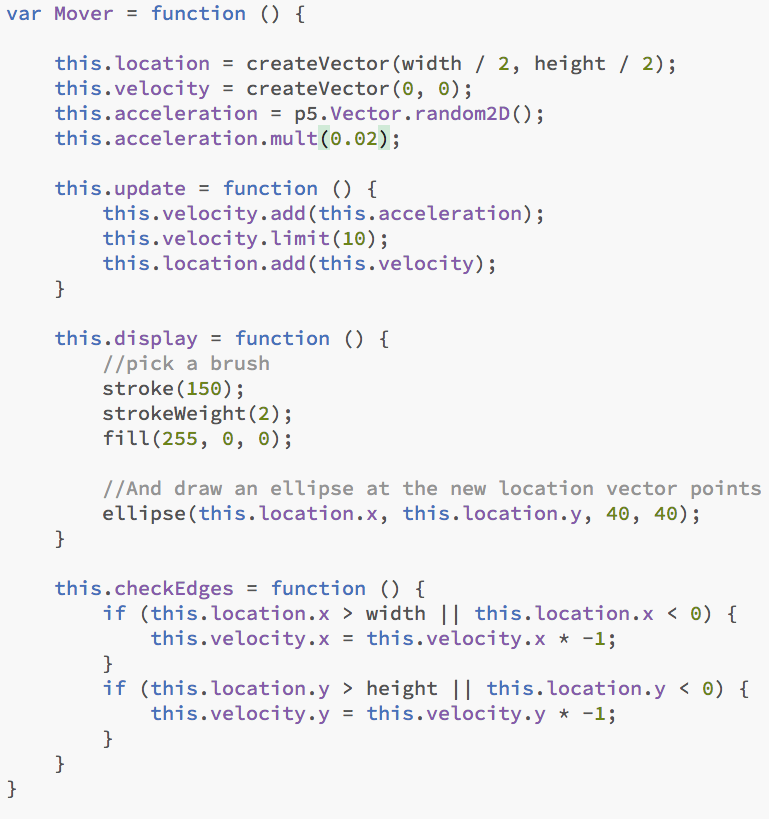 var Mover = function () {

    this.location = createVector(width / 2, height / 2);
    this.velocity = createVector(0, 0);
    this.acceleration = p5.Vector.random2D();
    this.acceleration.mult(0.02);

    this.update = function () {
        this.velocity.add(this.acceleration);
        this.velocity.limit(10);
        this.location.add(this.velocity);
    }

    this.display = function () {
        //pick a brush
        stroke(150);
        strokeWeight(2);
        fill(255, 0, 0);

        //And draw an ellipse at the new location vector points
        ellipse(this.location.x, this.location.y, 40, 40);
    }

    this.checkEdges = function () {
        if (this.location.x > width || this.location.x < 0) {
            this.velocity.x = this.velocity.x * -1;
        }
        if (this.location.y > height || this.location.y < 0) {
            this.velocity.y = this.velocity.y * -1;
        }
    }
}